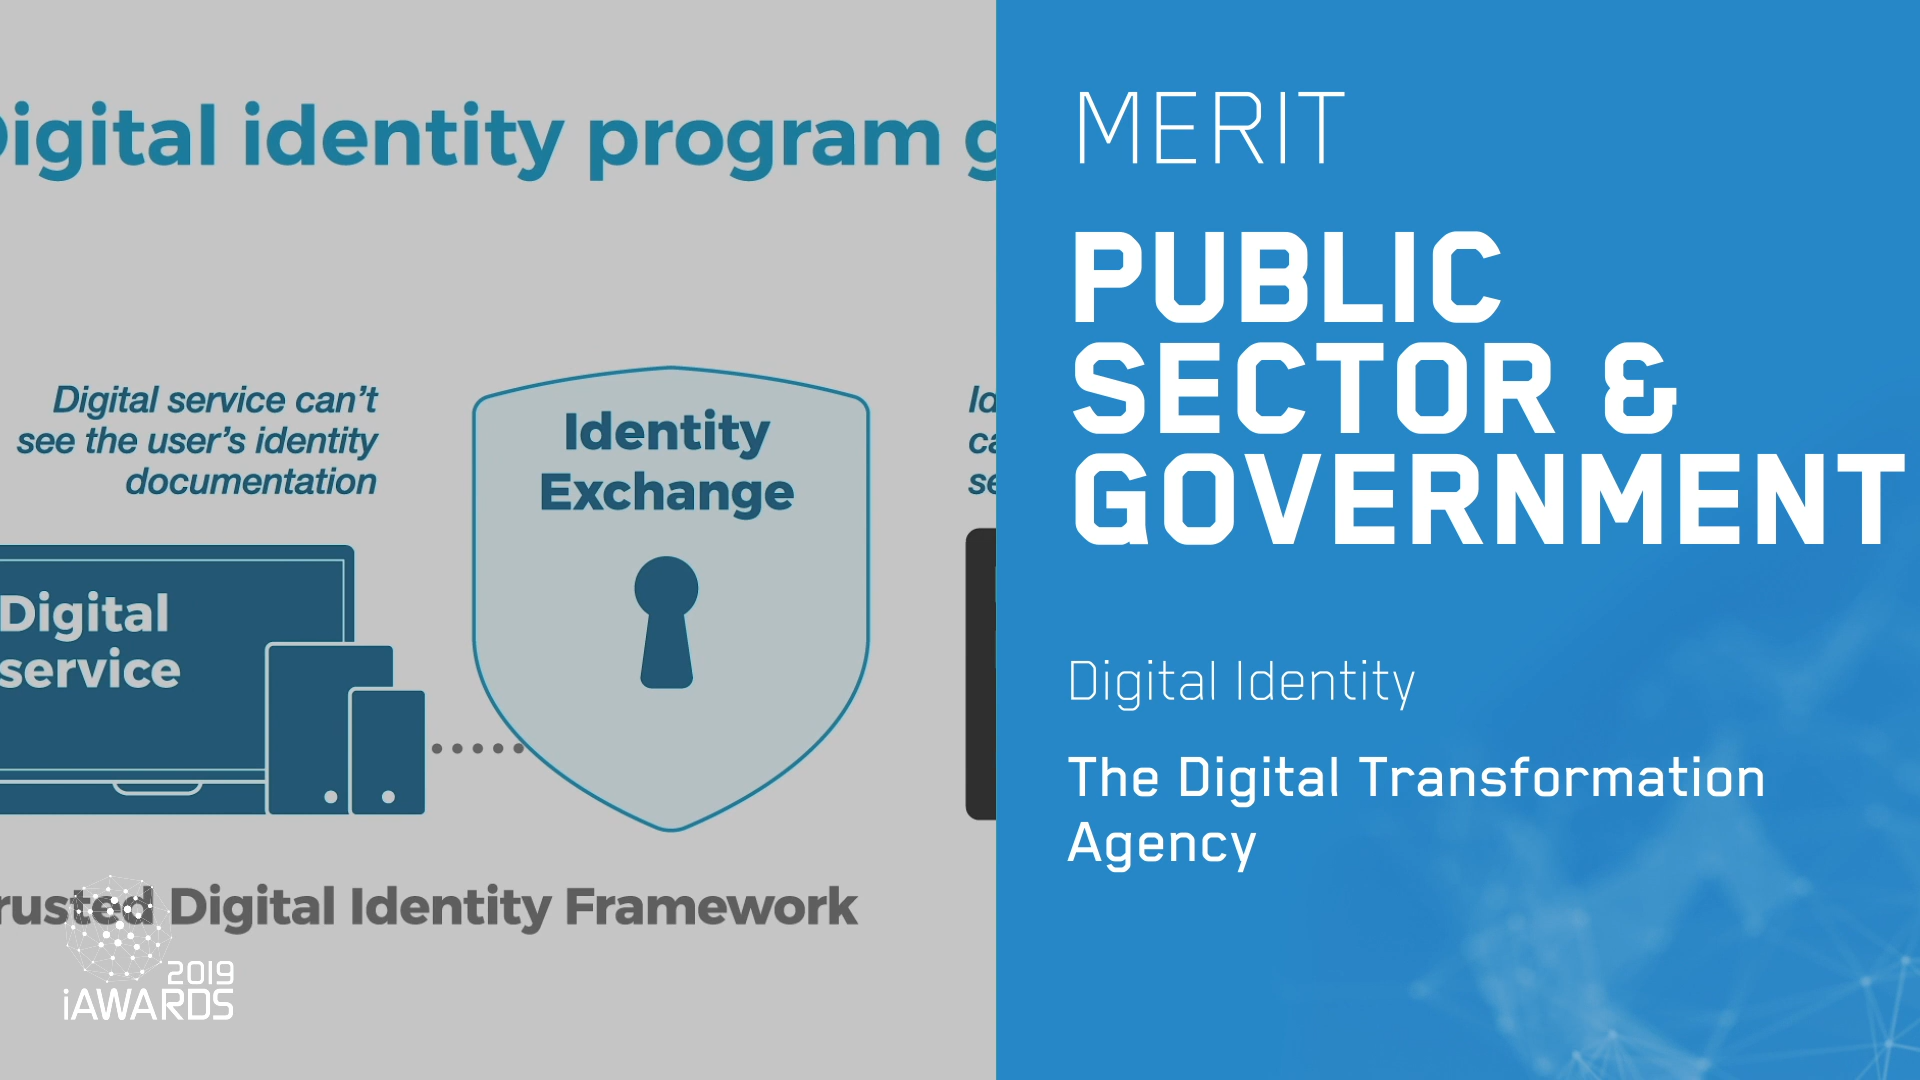 Digital identity program g
Digital service can't
see the user's identity
documentation
Identity
Exchange
Digital
service
rusted Digital Identity Framework
2019
iAWARDS
MERIT
PUBLIC
SECTOR &
GOVERNMENT
Digital Identity
The Digital Transformation
Agency